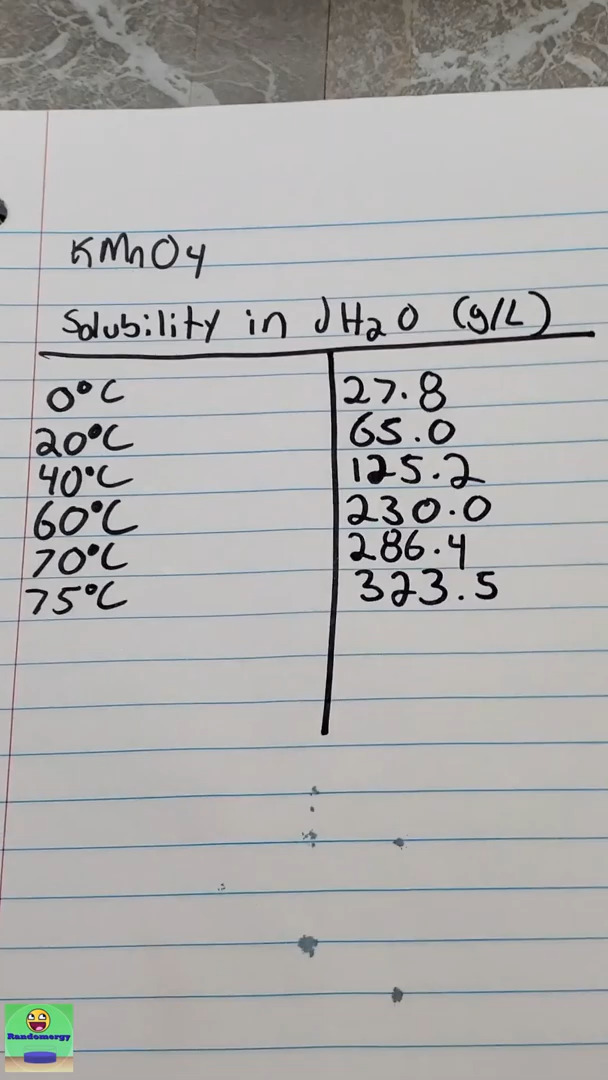 KMnO4
Solubility in dH2O (g/L)
0°C 27.8
20°C 65.0
40°C 125.2
60°C 230.0
70°C 286.4
75°C 323.5
Randomergy